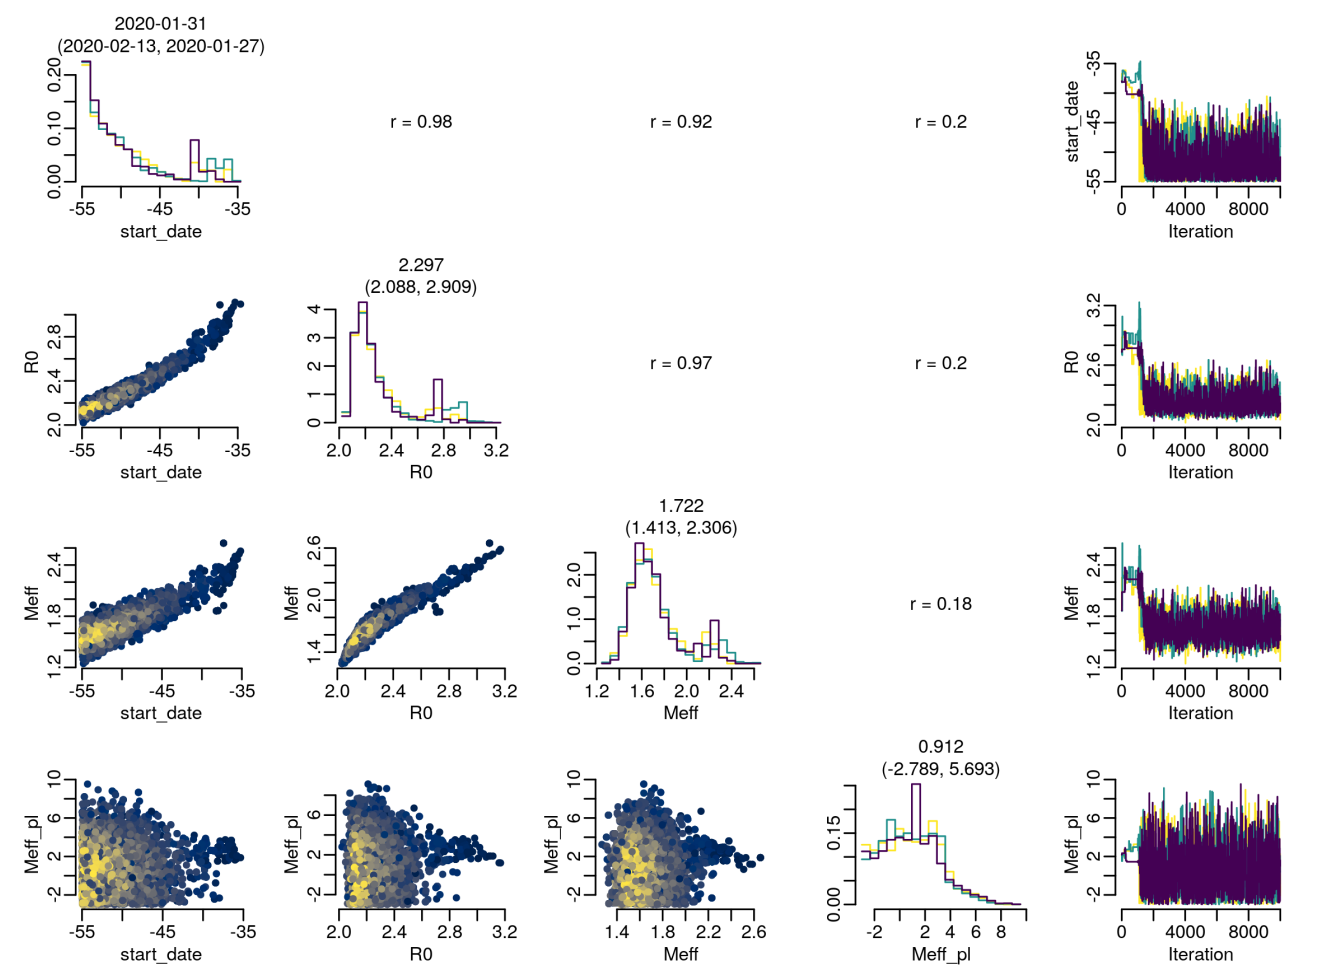 2020-01-31
(2020-02-13, 2020-01-27)
0.00 0.10 0.20
-55 -45 -35
start_date
r = 0.98
r = 0.92
r = 0.2
start_date
-55 -45 -35
0 4000 8000
Iteration
R0
2.0 2.4 2.8
-55 -45 -35
start_date
2.297
(2.088, 2.909)
0 1 2 3 4
2.0 2.4 2.8 3.2
R0
r = 0.97
r = 0.2
R0
2.0 2.6 3.2
0 4000 8000
Iteration
Meff
1.2 1.8 2.4
-55 -45 -35
start_date
Meff
1.4 2.0 2.6
2.0 2.4 2.8 3.2
R0
1.722
(1.413, 2.306)
0.0 1.0 2.0
1.2 1.6 2.0 2.4
Meff
r = 0.18
Meff
1.2 1.8 2.4
0 4000 8000
Iteration
Meff_pl
-2 2 6 10
-55 -45 -35
start_date
Meff_pl
-2 2 6
2.0 2.4 2.8 3.2
R0
Meff_pl
-2 2 6 10
1.4 1.8 2.2 2.6
Meff
0.912
(-2.789, 5.693)
0.00 0.15
-2 2 4 6 8
Meff_pl
Meff_pl
-2 2 6 10
0 4000 8000
Iteration